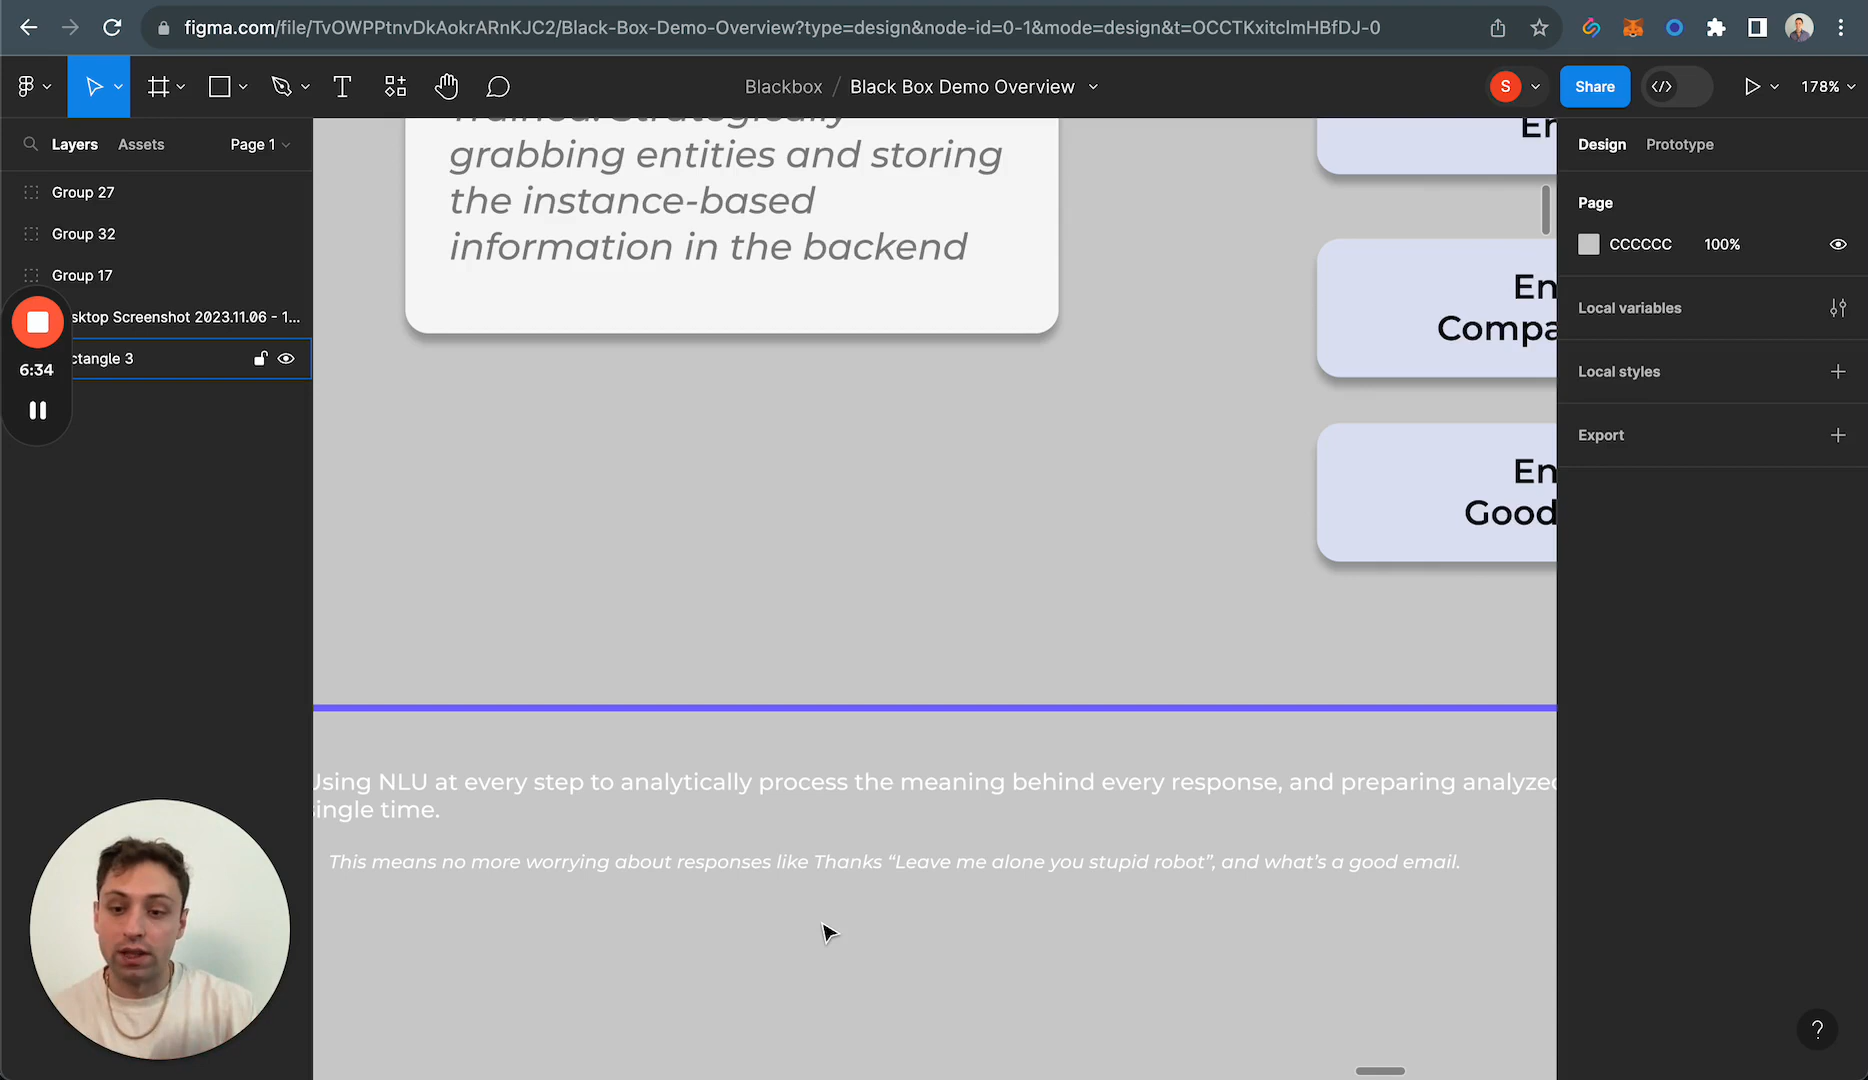 figma.com/file/TvOWPPtnvDkAokrARnKJC2/Black-Box-Demo-Overview?type=design&node-id=0-1&mode=design&t=OCCTKxitclmHBfDJ-0
Blackbox / Black Box Demo Overview
S
Share
178%
Layers
Assets
Page 1
Group 27
Group 32
Group 17
sktop Screenshot 2023.11.06 - 1...
ctangle 3
6:34
Trained. Strategically
grabbing entities and storing
the instance-based
information in the backend
En
En
Compa
En
Good
Using NLU at every step to analytically process the meaning behind every response, and preparing analyzed
single time.
This means no more worrying about responses like Thanks “Leave me alone you stupid robot”, and what’s a good email.
Design
Prototype
Page
CCCCCC
100%
Local variables
Local styles
Export
?